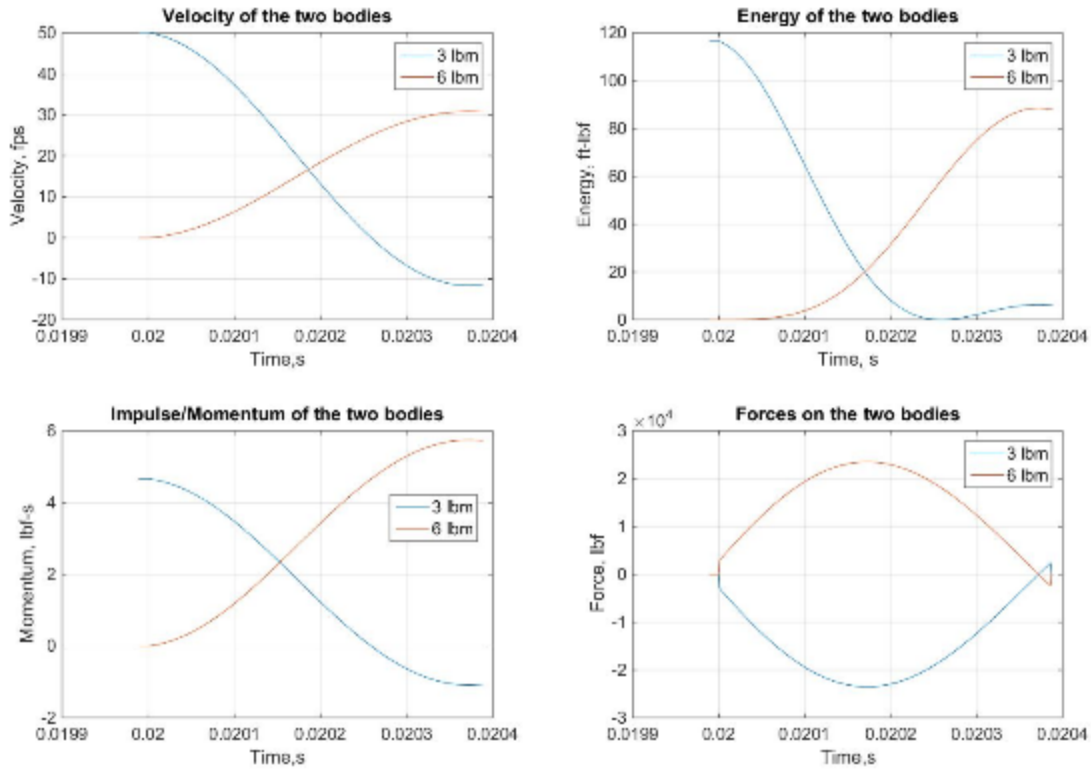 Velocity of the two bodies
50
40
30
20
10
0
-10
-20
Velocity, fps
3 lbm
6 lbm
0.0199 0.02 0.0201 0.0202 0.0203 0.0204
Time,s
Energy of the two bodies
120
100
80
60
40
20
0
Energy, ft-lbf
3 lbm
6 lbm
0.0199 0.02 0.0201 0.0202 0.0203 0.0204
Time, s
Impulse/Momentum of the two bodies
6
4
2
0
-2
Momentum, lbf-s
3 lbm
6 lbm
0.0199 0.02 0.0201 0.0202 0.0203 0.0204
Time,s
Forces on the two bodies
×10⁴
3
2
1
0
-1
-2
-3
Force, lbf
3 lbm
6 lbm
0.0199 0.02 0.0201 0.0202 0.0203 0.0204
Time,s